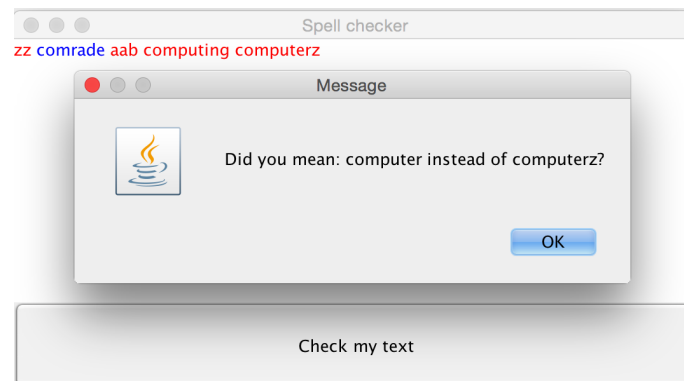 Spell checker
zz comrade aab computing computerz
Message
Did you mean: computer instead of computerz?
OK
Check my text